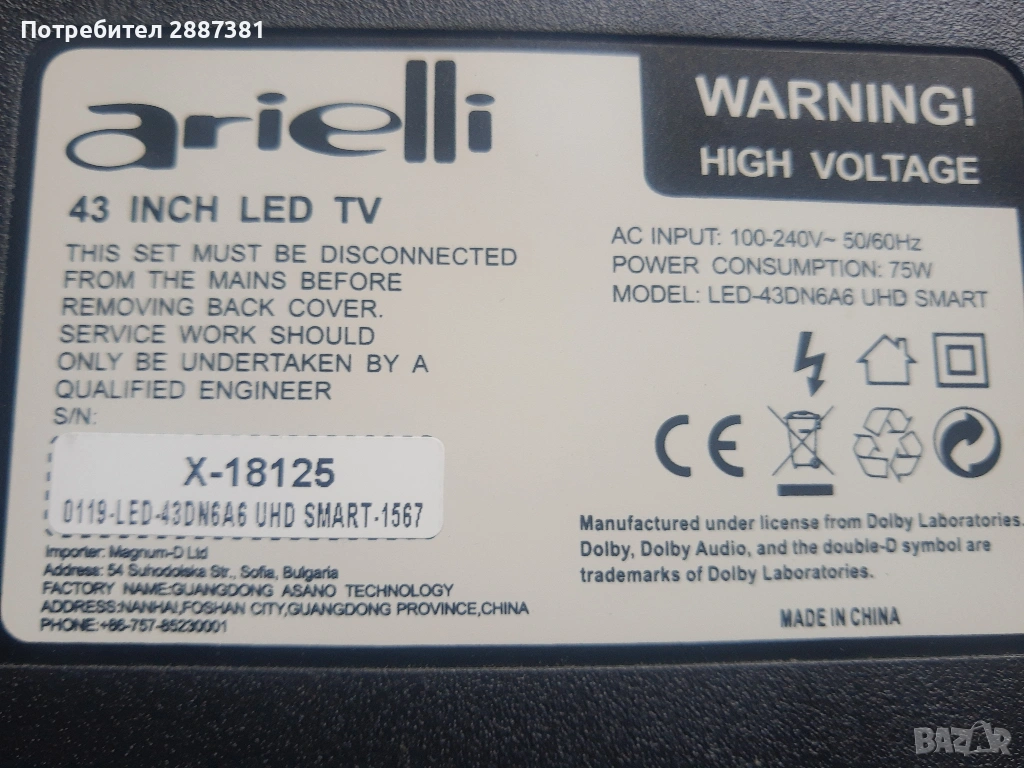 Потребител 2887381
arielli
43 INCH LED TV
THIS SET MUST BE DISCONNECTED
FROM THE MAINS BEFORE
REMOVING BACK COVER.
SERVICE WORK SHOULD
ONLY BE UNDERTAKEN BY A
QUALIFIED ENGINEER
S/N:
X-18125
0119-LED-43DN6A6 UHD SMART-1567
Importer: Magnum-D Ltd
Address: 54 Suhodolska Str., Sofia, Bulgaria
FACTORY NAME:GUANGDONG ASANO TECHNOLOGY
ADDRESS:NANHAI,FOSHAN CITY,GUANGDONG PROVINCE,CHINA
PHONE:+86-757-85230001
WARNING!
HIGH VOLTAGE
AC INPUT: 100-240V~ 50/60Hz
POWER CONSUMPTION: 75W
MODEL: LED-43DN6A6 UHD SMART
CE
Manufactured under license from Dolby Laboratories.
Dolby, Dolby Audio, and the double-D symbol are
trademarks of Dolby Laboratories.
MADE IN CHINA
BAZAR